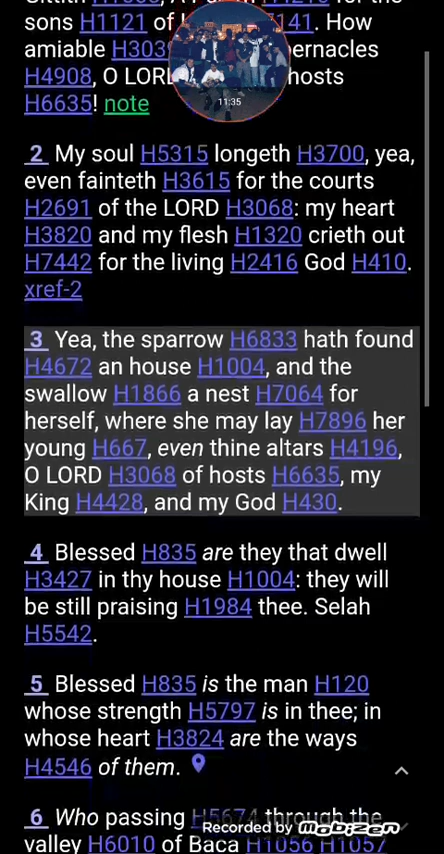 sons H1121 of 141. How
amiable H303 ernacles
H4908, O LOR hosts
H6635! note
11:35
2 My soul H5315 longeth H3700, yea,
even fainteth H3615 for the courts
H2691 of the LORD H3068: my heart
H3820 and my flesh H1320 crieth out
H7442 for the living H2416 God H410.
xref-2
3 Yea, the sparrow H6833 hath found
H4672 an house H1004, and the
swallow H1866 a nest H7064 for
herself, where she may lay H7896 her
young H667, even thine altars H4196,
O LORD H3068 of hosts H6635, my
King H4428, and my God H430.
4 Blessed H835 are they that dwell
H3427 in thy house H1004: they will
be still praising H1984 thee. Selah
H5542.
5 Blessed H835 is the man H120
whose strength H5797 is in thee; in
whose heart H3824 are the ways
H4546 of them.
6 Who passing H5674 through the
Recorded by mobizen
valley H6010 of Baca H1056 H1057